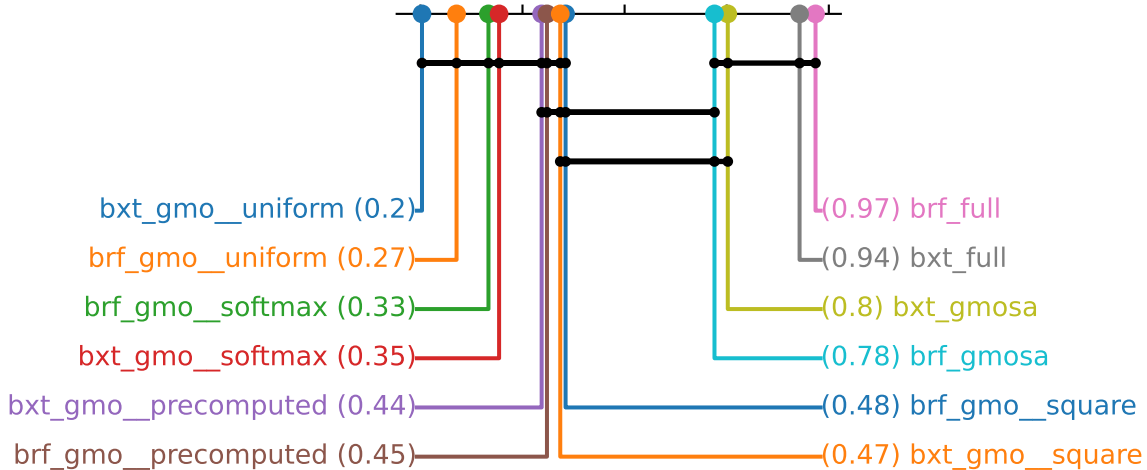 bxt_gmo__uniform (0.2)
(0.97) brf_full
brf_gmo__uniform (0.27)
(0.94) bxt_full
brf_gmo__softmax (0.33)
(0.8) bxt_gmosa
bxt_gmo__softmax (0.35)
(0.78) brf_gmosa
bxt_gmo__precomputed (0.44)
(0.48) brf_gmo__square
brf_gmo__precomputed (0.45)
(0.47) bxt_gmo__square